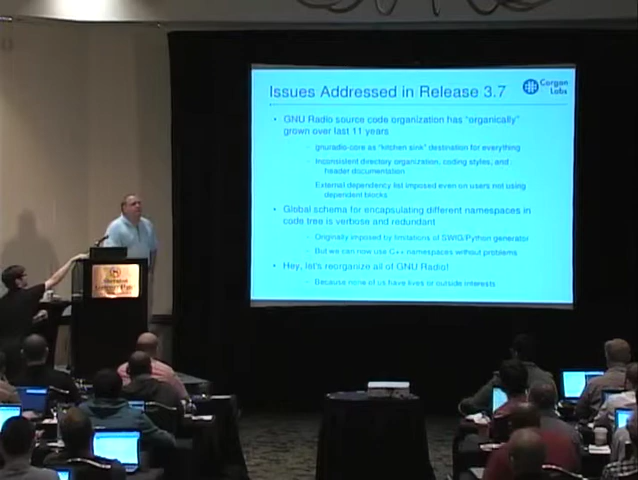 Issues Addressed in Release 3.7
Corgan
Labs
• GNU Radio source code organization has "organically"
grown over last 11 years
- gnuradio-core as "kitchen sink" destination for everything
- Inconsistent directory organization, coding styles, and
header documentation
External dependency list imposed even on users not using
dependent blocks
• Global schema for encapsulating different namespaces in
code tree is verbose and redundant
- Originally imposed by limitations of SWIG/Python generator
- But we can now use C++ namespaces without problems
• Hey, let's reorganize all of GNU Radio!
- Because none of us have lives or outside interests
Sheraton